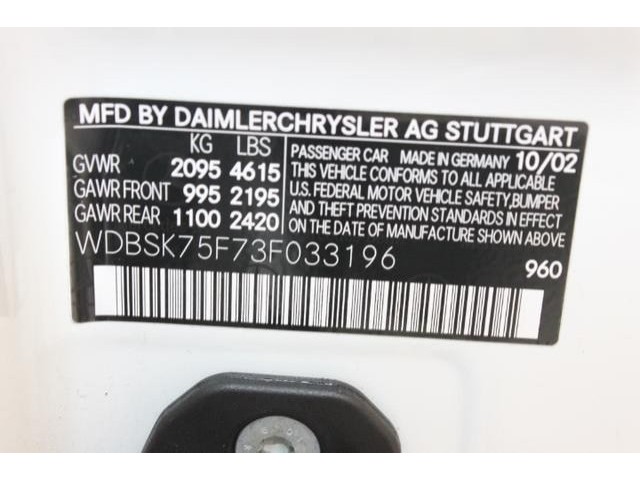 MFD BY DAIMLERCHRYSLER AG STUTTGART
KG LBS
GVWR 2095 4615
GAWR FRONT 995 2195
GAWR REAR 1100 2420
PASSENGER CAR MADE IN GERMANY 10/02
THIS VEHICLE CONFORMS TO ALL APPLICABLE
U.S. FEDERAL MOTOR VEHICLE SAFETY, BUMPER
AND THEFT PREVENTION STANDARDS IN EFFECT
ON THE DATE OF MANUFACTURE SHOWN ABOVE
WDBSK75F73F033196
960